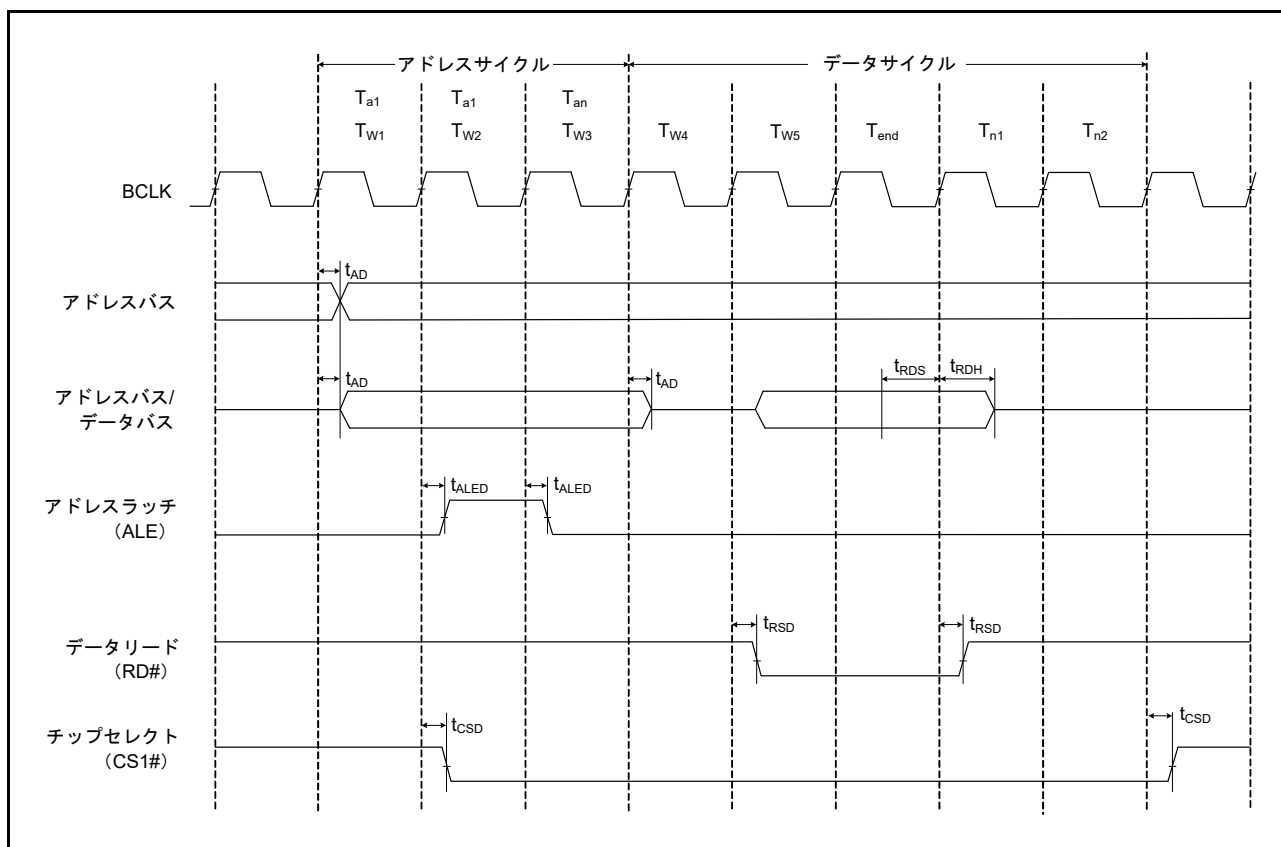 アドレスサイクル データサイクル
Ta1 Ta1 Tan
TW1 TW2 TW3 TW4 TW5 Tend Tn1 Tn2
BCLK
tAD
アドレスバス
tAD tAD tRDS tRDH
アドレスバス/
データバス
tALED tALED
アドレスラッチ
（ALE）
tRSD tRSD
データリード
（RD#）
tCSD tCSD
チップセレクト
（CS1#）